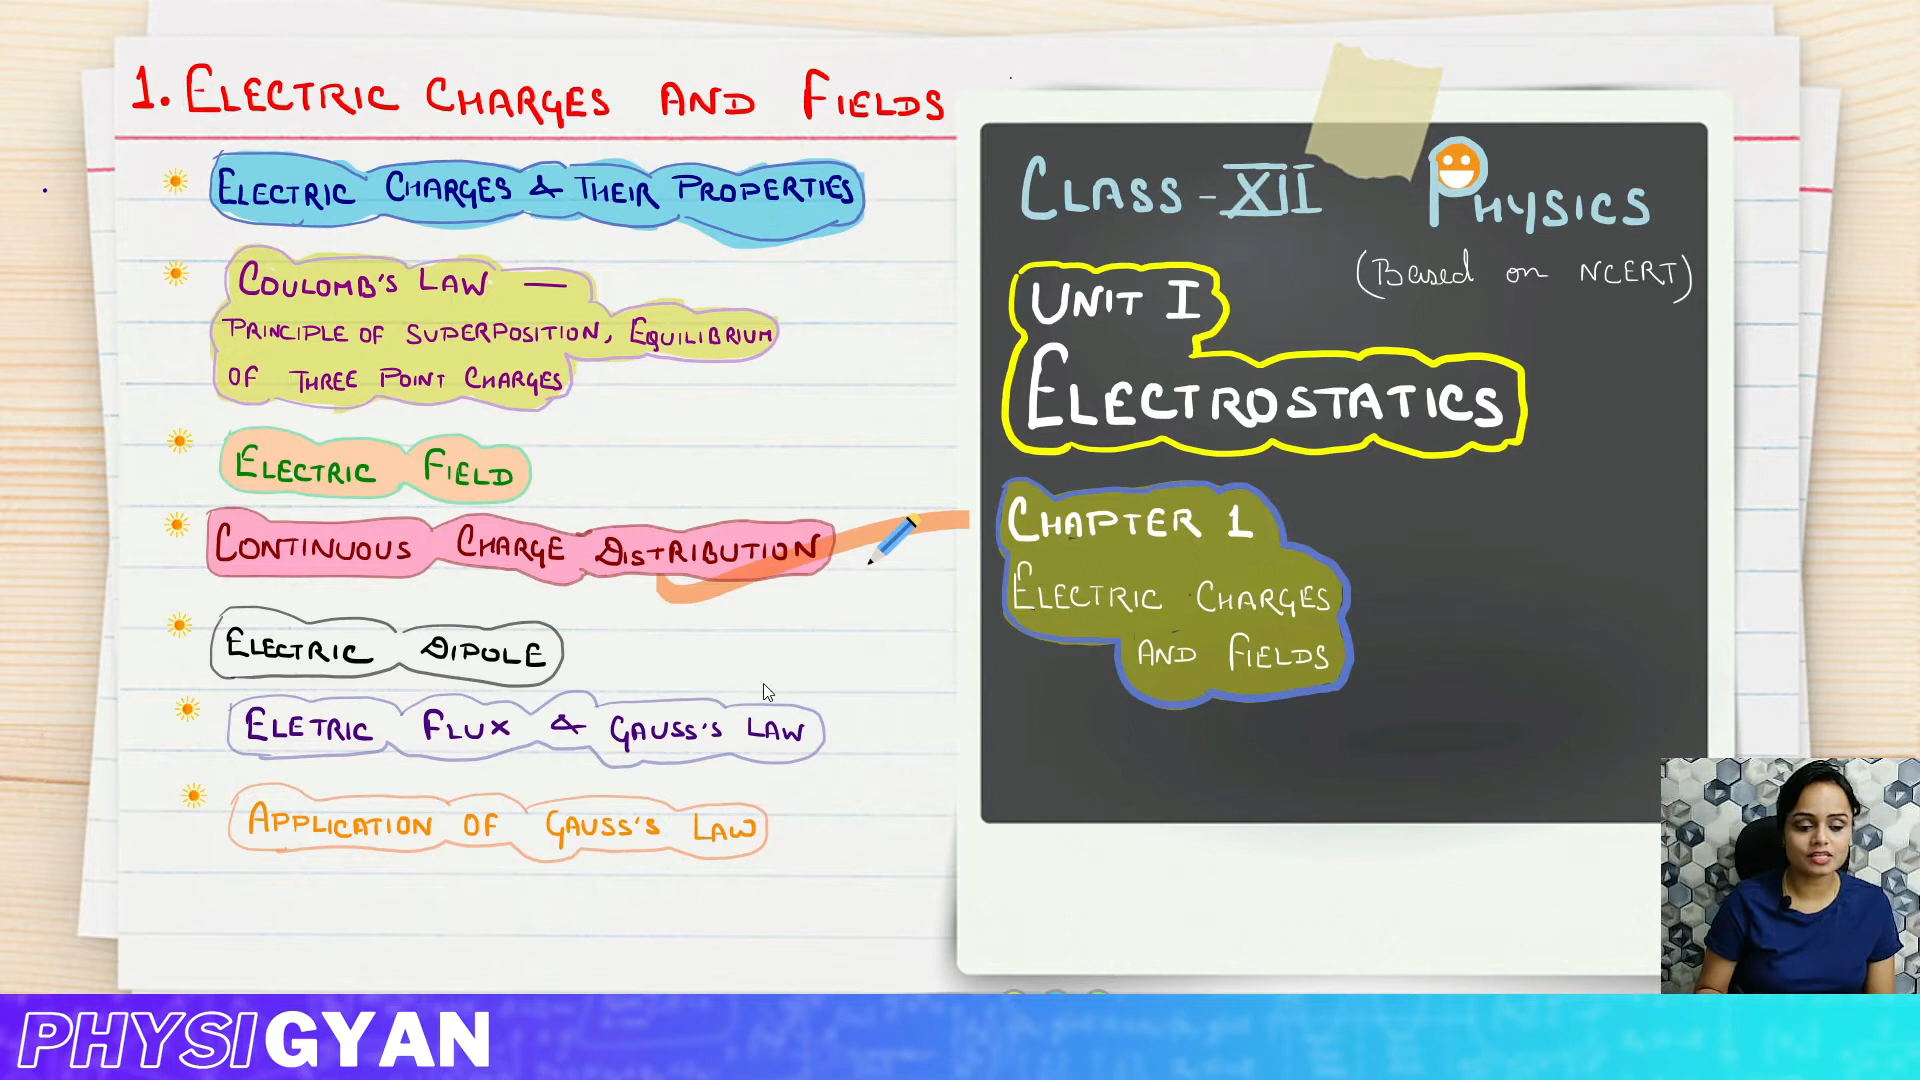 1. ELECTRIC CHARGES AND FIELDS
ELECTRIC CHARGES & THEIR PROPERTIES
COULOMB'S LAW —
PRINCIPLE OF SUPERPOSITION, EQUILIBRIUM
OF THREE POINT CHARGES
ELECTRIC FIELD
CONTINUOUS CHARGE DISTRIBUTION
ELECTRIC DIPOLE
ELETRIC FLUX & GAUSS'S LAW
APPLICATION OF GAUSS'S LAW
CLASS - XII PHYSICS
(Based on NCERT)
UNIT I
ELECTROSTATICS
CHAPTER 1
ELECTRIC CHARGES
AND FIELDS
PHYSIGYAN